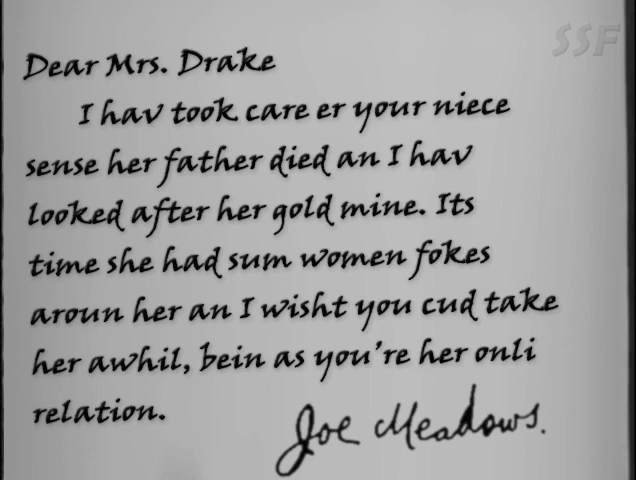 SSF
Dear Mrs. Drake
I hav took care er your niece
sense her father died an I hav
looked after her gold mine. Its
time she had sum women fokes
aroun her an I wisht you cud take
her awhil, bein as you're her onli
relation.
Joe Meadows.